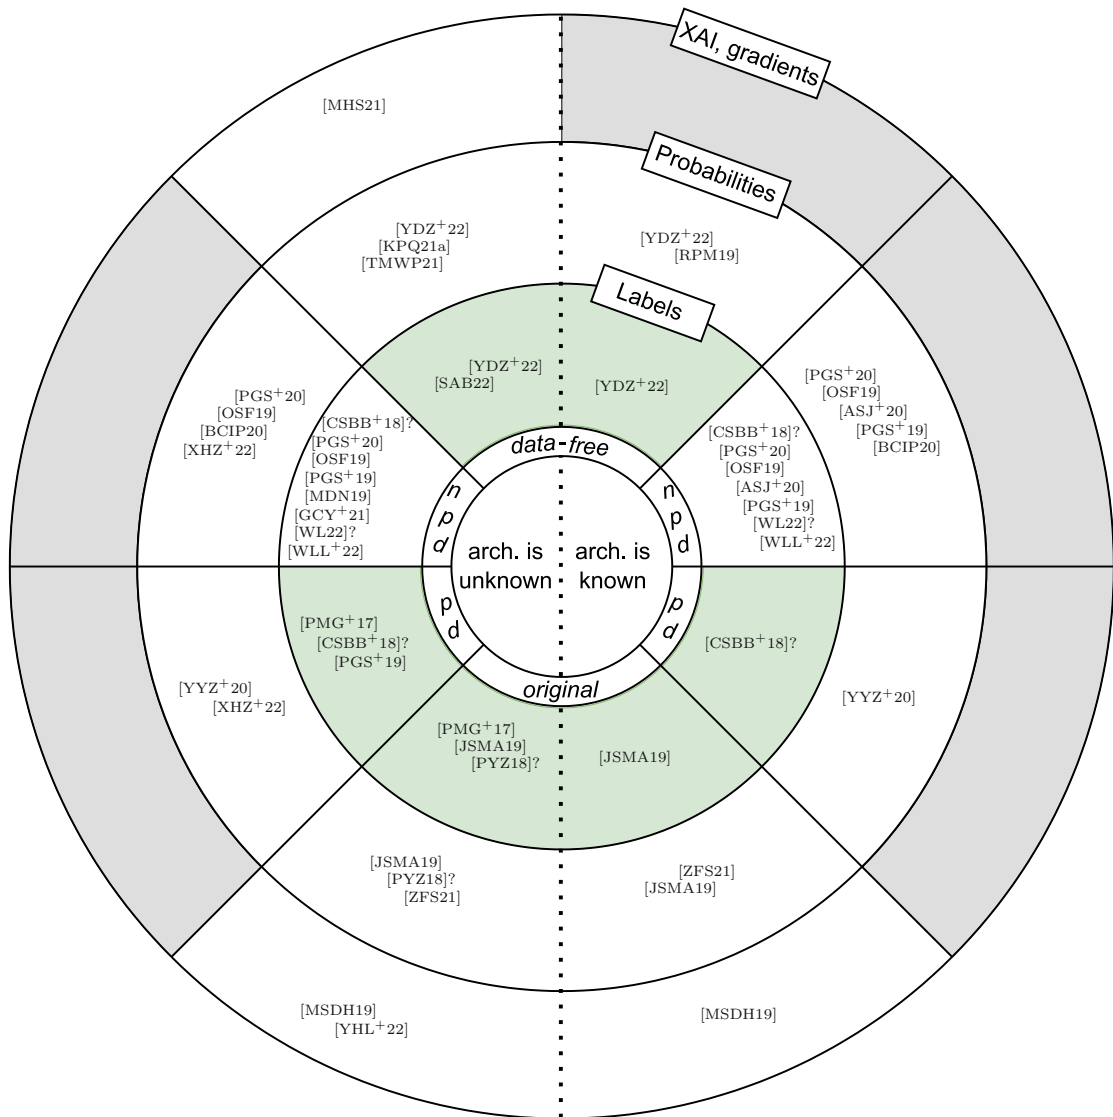 XAI, gradients
[MHS21]
Probabilities
[YDZ+22]
[KPQ21a]
[TMWP21]
[YDZ+22]
[RPM19]
Labels
[YDZ+22]
[SAB22]
[YDZ+22]
[PGS+20]
[OSF19]
[BCIP20]
[XHZ+22]
[CSBB+18]?
[PGS+20]
[OSF19]
[PGS+19]
[MDN19]
[GCY+21]
[WL22]?
[WLL+22]
[CSBB+18]?
[PGS+20]
[OSF19]
[ASJ+20]
[PGS+19]
[WL22]?
[WLL+22]
[PGS+20]
[OSF19]
[ASJ+20]
[PGS+19]
[BCIP20]
data-free
npd
npd
arch. is
unknown
arch. is
known
pd
pd
original
[PMG+17]
[CSBB+18]?
[PGS+19]
[CSBB+18]?
[YYZ+20]
[XHZ+22]
[YYZ+20]
[PMG+17]
[JSMA19]
[PYZ18]?
[JSMA19]
[JSMA19]
[PYZ18]?
[ZFS21]
[ZFS21]
[JSMA19]
[MSDH19]
[YHL+22]
[MSDH19]